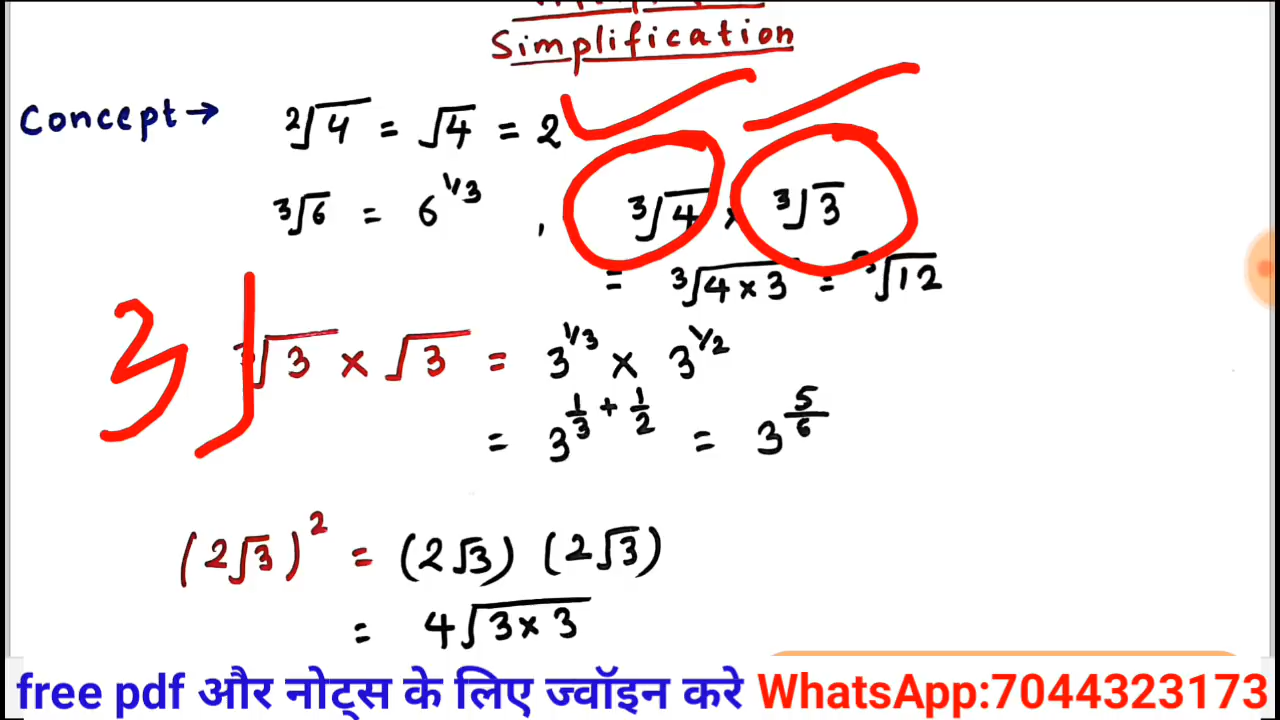 Simplification
Concept → ²√4 = √4 = 2
³√6 = 6^1/3 , ³√4 × ³√3
= ³√4×3 = ³√12
3√
³√3 × √3 = 3^1/3 × 3^1/2
= 3^1/3 + 1/2 = 3^5/6
(2√3)² = (2√3) (2√3)
= 4√3×3
free pdf और नोट्स के लिए ज्वॉइन करे WhatsApp:7044323173